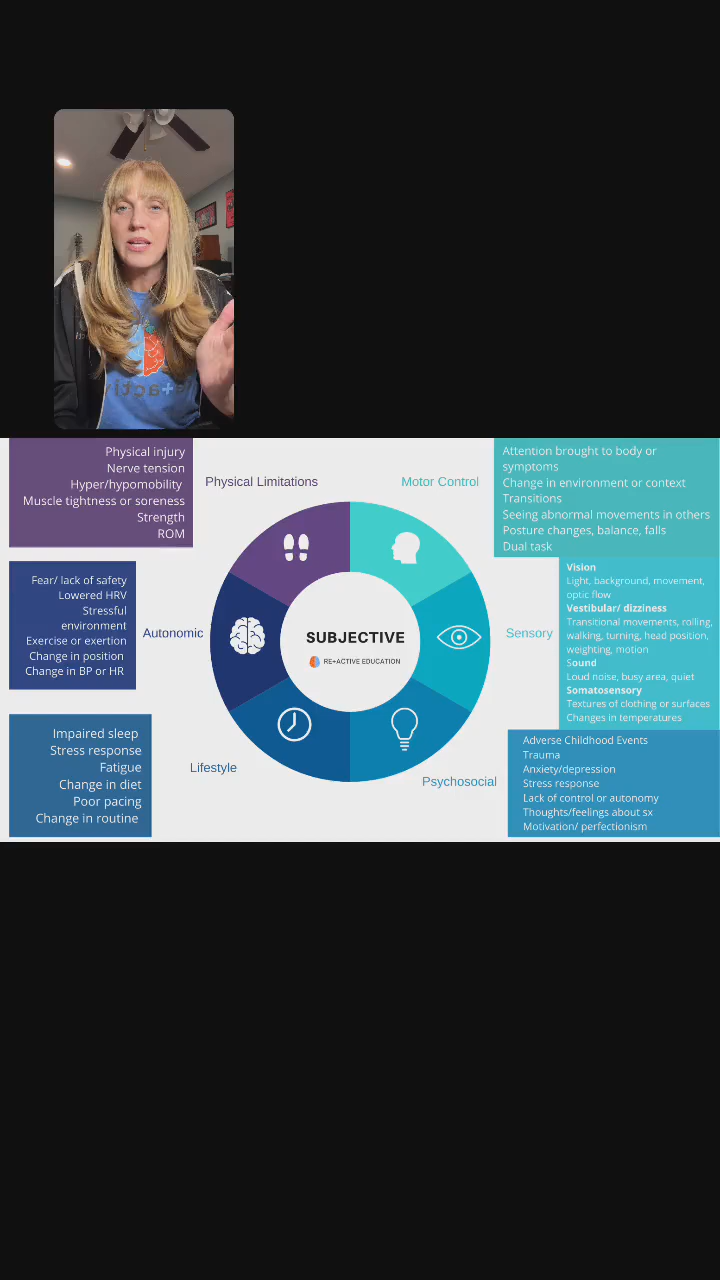 Physical injury
Nerve tension
Hyper/hypomobility
Muscle tightness or soreness
Strength
ROM
Physical Limitations
Motor Control
Attention brought to body or
symptoms
Change in environment or context
Transitions
Seeing abnormal movements in others
Posture changes, balance, falls
Dual task
Fear/ lack of safety
Lowered HRV
Stressful
environment
Exercise or exertion
Change in position
Change in BP or HR
Autonomic
SUBJECTIVE
RE+ACTIVE EDUCATION
Sensory
Vision
Light, background, movement,
optic flow
Vestibular/ dizziness
Transitional movements, rolling,
walking, turning, head position,
weighting, motion
Sound
Loud noise, busy area, quiet
Somatosensory
Textures of clothing or surfaces
Changes in temperatures
Impaired sleep
Stress response
Fatigue
Change in diet
Poor pacing
Change in routine
Lifestyle
Psychosocial
Adverse Childhood Events
Trauma
Anxiety/depression
Stress response
Lack of control or autonomy
Thoughts/feelings about sx
Motivation/ perfectionism